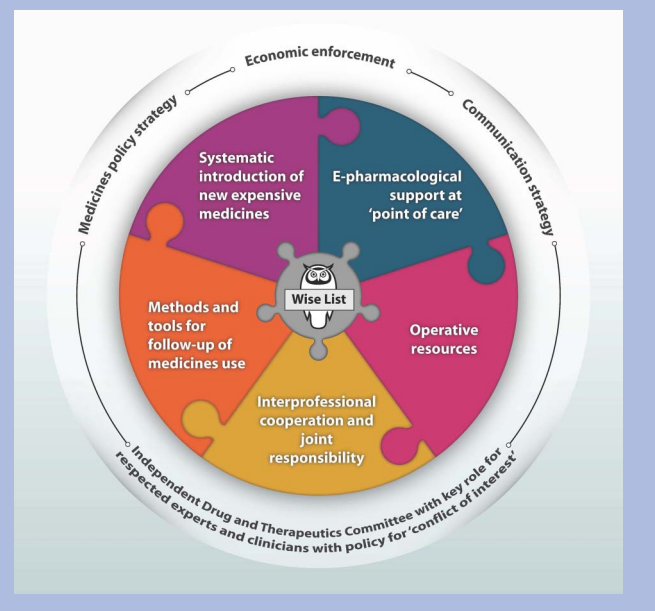 Economic enforcement
Medicines policy strategy
Communication strategy
Systematic
introduction of
new expensive
medicines
E-pharmacological
support at
‘point of care’
Wise List
Methods and
tools for
follow-up of
medicines use
Operative
resources
Interprofessional
cooperation and
joint
responsibility
Independent Drug and Therapeutics Committee with key role for
respected experts and clinicians with policy for ‘conflict of interest’